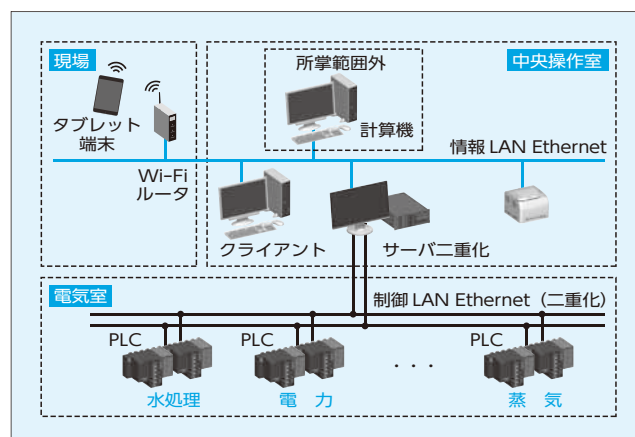 現場
所掌範囲外
中央操作室
タブレット
端末
計算機
情報 LAN Ethernet
Wi-Fi
ルータ
クライアント
サーバ二重化
電気室
制御 LAN Ethernet（二重化）
PLC
PLC
PLC
・・・
水処理
電　力
蒸　気